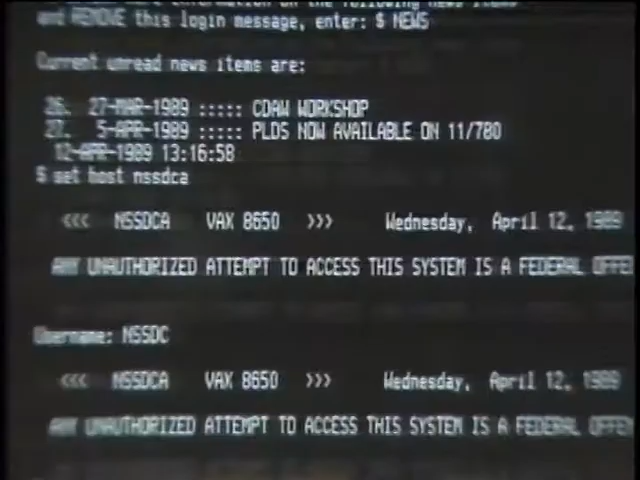 and REMOVE this login message, enter: $ NEWS
Current unread news items are:
26. 27-MAR-1989 ::::: CDAW WORKSHOP
27. 5-APR-1989 ::::: PLDS NOW AVAILABLE ON 11/780
12-APR-1989 13:16:58
$ set host nssdca
<<< NSSDCA VAX 8650 >>> Wednesday, April 12, 1989
ANY UNAUTHORIZED ATTEMPT TO ACCESS THIS SYSTEM IS A FEDERAL OFFE
Username: NSSDC
<<< NSSDCA VAX 8650 >>> Wednesday, April 12, 1989
ANY UNAUTHORIZED ATTEMPT TO ACCESS THIS SYSTEM IS A FEDERAL OFFE